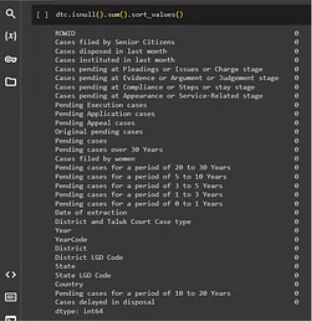 [ ] dtc.isnull().sum().sort_values()
ROWID 0
Cases filed by Senior Citizens 0
Cases disposed in last month 0
Cases instituted in last month 0
Cases pending at Pleadings or Issues or Charge stage 0
Cases pending at Evidence or Argument or Judgement stage 0
Cases pending at Compliance or Steps or stay stage 0
Cases pending at Appearance or Service-Related stage 0
Pending Execution cases 0
Pending Application cases 0
Pending Appeal cases 0
Original pending cases 0
Pending cases 0
Pending cases over 30 Years 0
Cases filed by women 0
Pending cases for a period of 20 to 30 Years 0
Pending cases for a period of 5 to 10 Years 0
Pending cases for a period of 3 to 5 Years 0
Pending cases for a period of 1 to 3 Years 0
Pending cases for a period of 0 to 1 Years 0
Date of extraction 0
District and Taluk Court Case type 0
Year 0
YearCode 0
District 0
District LGD Code 0
State 0
State LGD Code 0
Country 0
Pending cases for a period of 10 to 20 Years 0
Cases delayed in disposal 0
dtype: int64